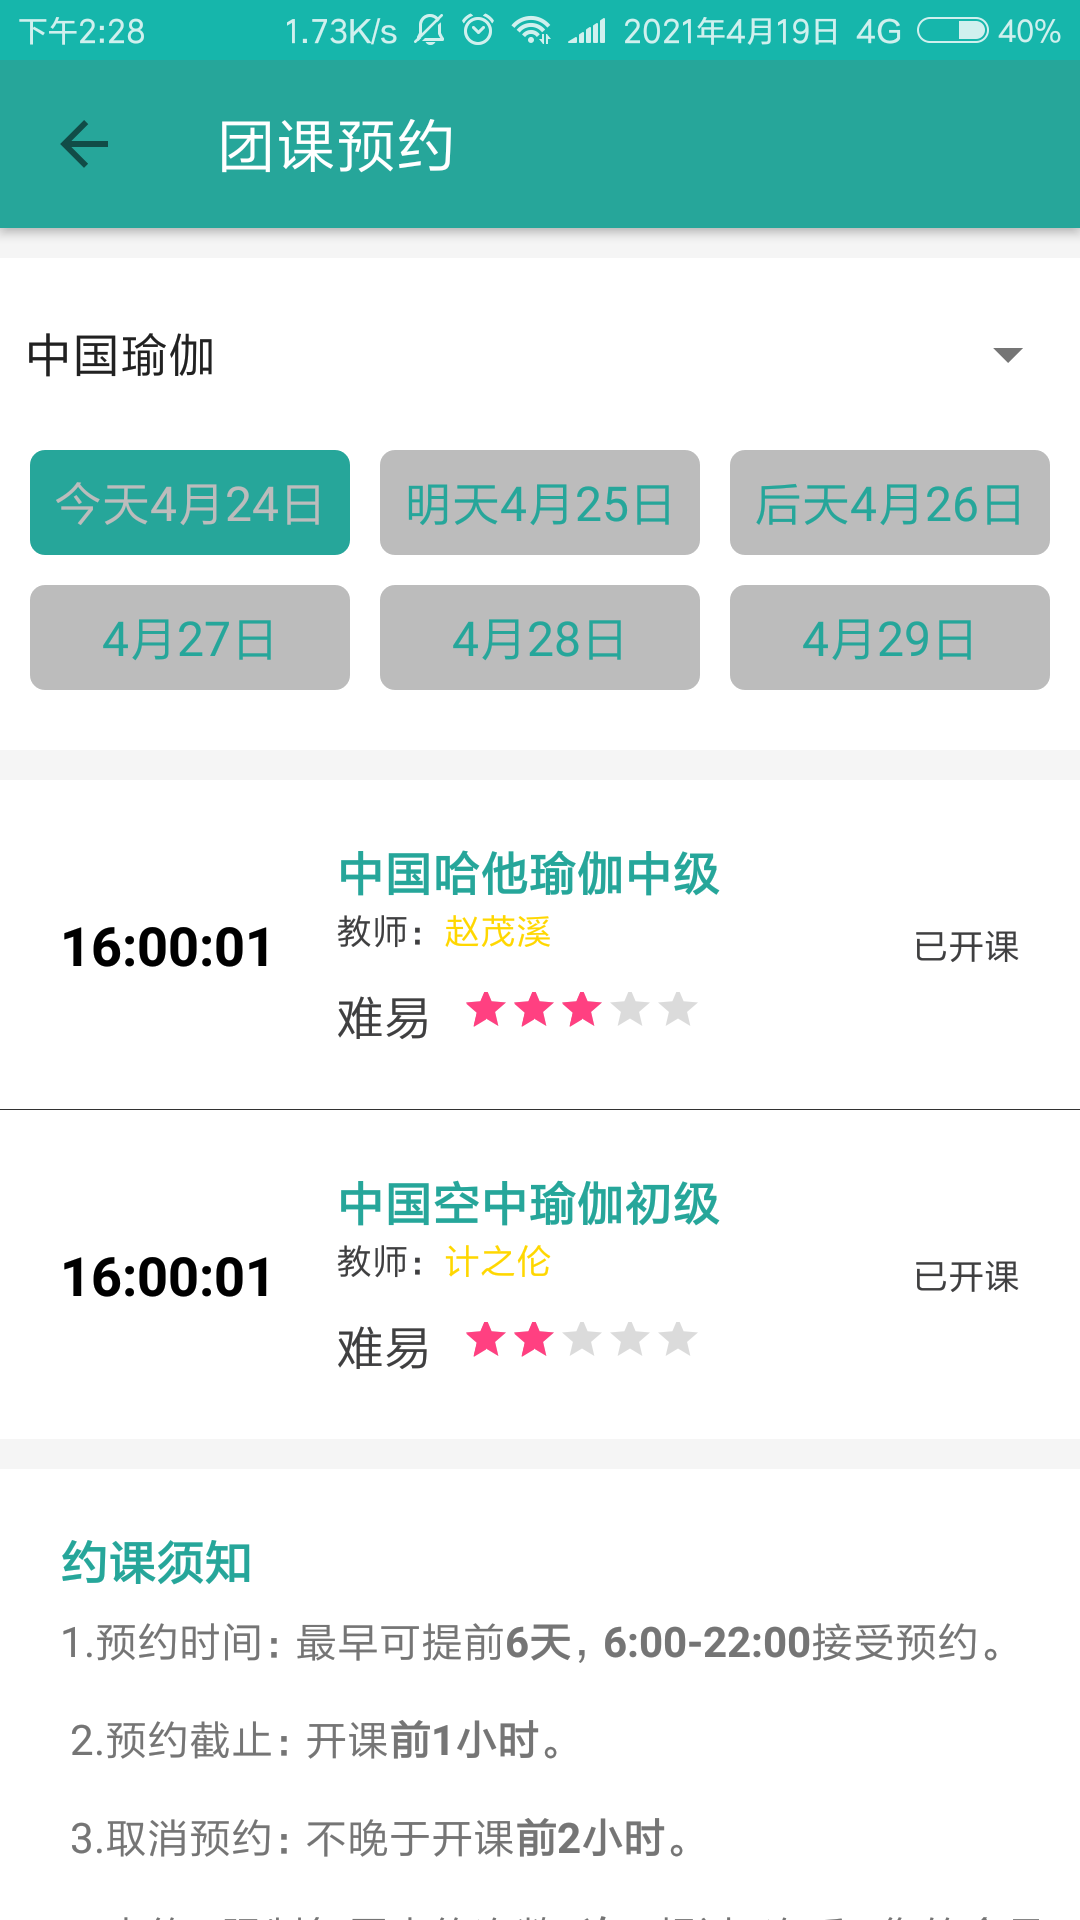 下午2:28 1.73K/s 2021年4月19日 4G 40%
团课预约
中国瑜伽
今天4月24日 明天4月25日 后天4月26日
4月27日 4月28日 4月29日
中国哈他瑜伽中级
教师：赵茂溪
16:00:01 已开课
难易
中国空中瑜伽初级
教师：计之伦
16:00:01 已开课
难易
约课须知
1.预约时间：最早可提前6天，6:00-22:00接受预约。
2.预约截止：开课前1小时。
3.取消预约：不晚于开课前2小时。